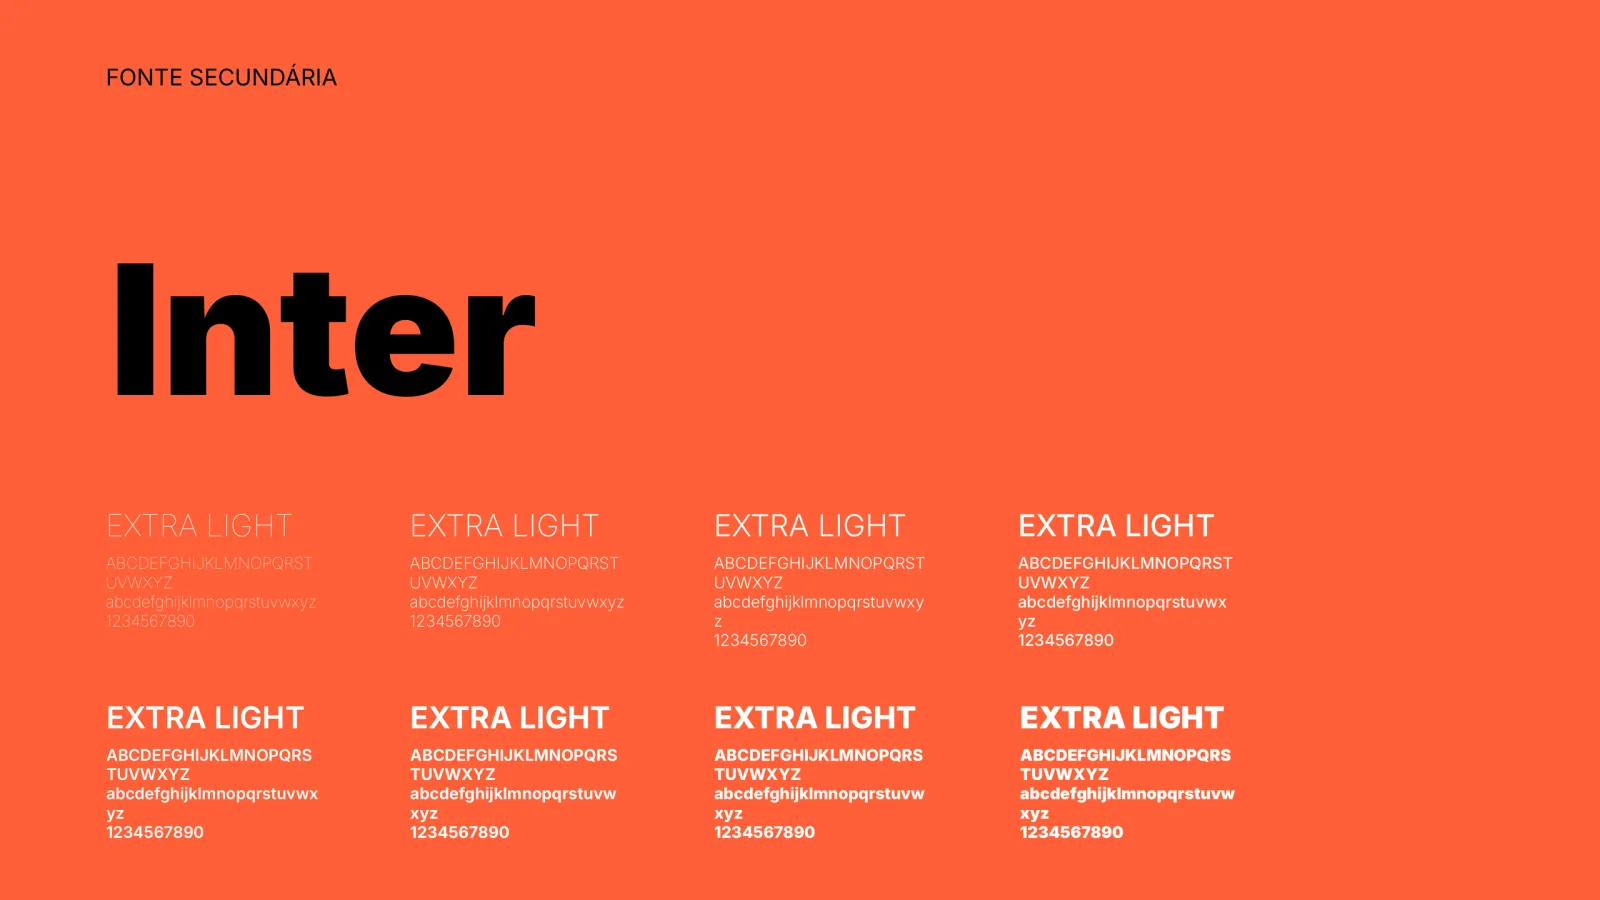 FONTE SECUNDÁRIA
Inter
EXTRA LIGHT
ABCDEFGHIJKLMNOPQRST
UVWXYZ
abcdefghijklmnopqrstuvwxyz
1234567890
EXTRA LIGHT
ABCDEFGHIJKLMNOPQRST
UVWXYZ
abcdefghijklmnopqrstuvwxyz
1234567890
EXTRA LIGHT
ABCDEFGHIJKLMNOPQRST
UVWXYZ
abcdefghijklmnopqrstuvwxy
z
1234567890
EXTRA LIGHT
ABCDEFGHIJKLMNOPQRST
UVWXYZ
abcdefghijklmnopqrstuvwx
yz
1234567890
EXTRA LIGHT
ABCDEFGHIJKLMNOPQRS
TUVWXYZ
abcdefghijklmnopqrstuvwx
yz
1234567890
EXTRA LIGHT
ABCDEFGHIJKLMNOPQRS
TUVWXYZ
abcdefghijklmnopqrstuvw
xyz
1234567890
EXTRA LIGHT
ABCDEFGHIJKLMNOPQRS
TUVWXYZ
abcdefghijklmnopqrstuvw
xyz
1234567890
EXTRA LIGHT
ABCDEFGHIJKLMNOPQRS
TUVWXYZ
abcdefghijklmnopqrstuvw
xyz
1234567890